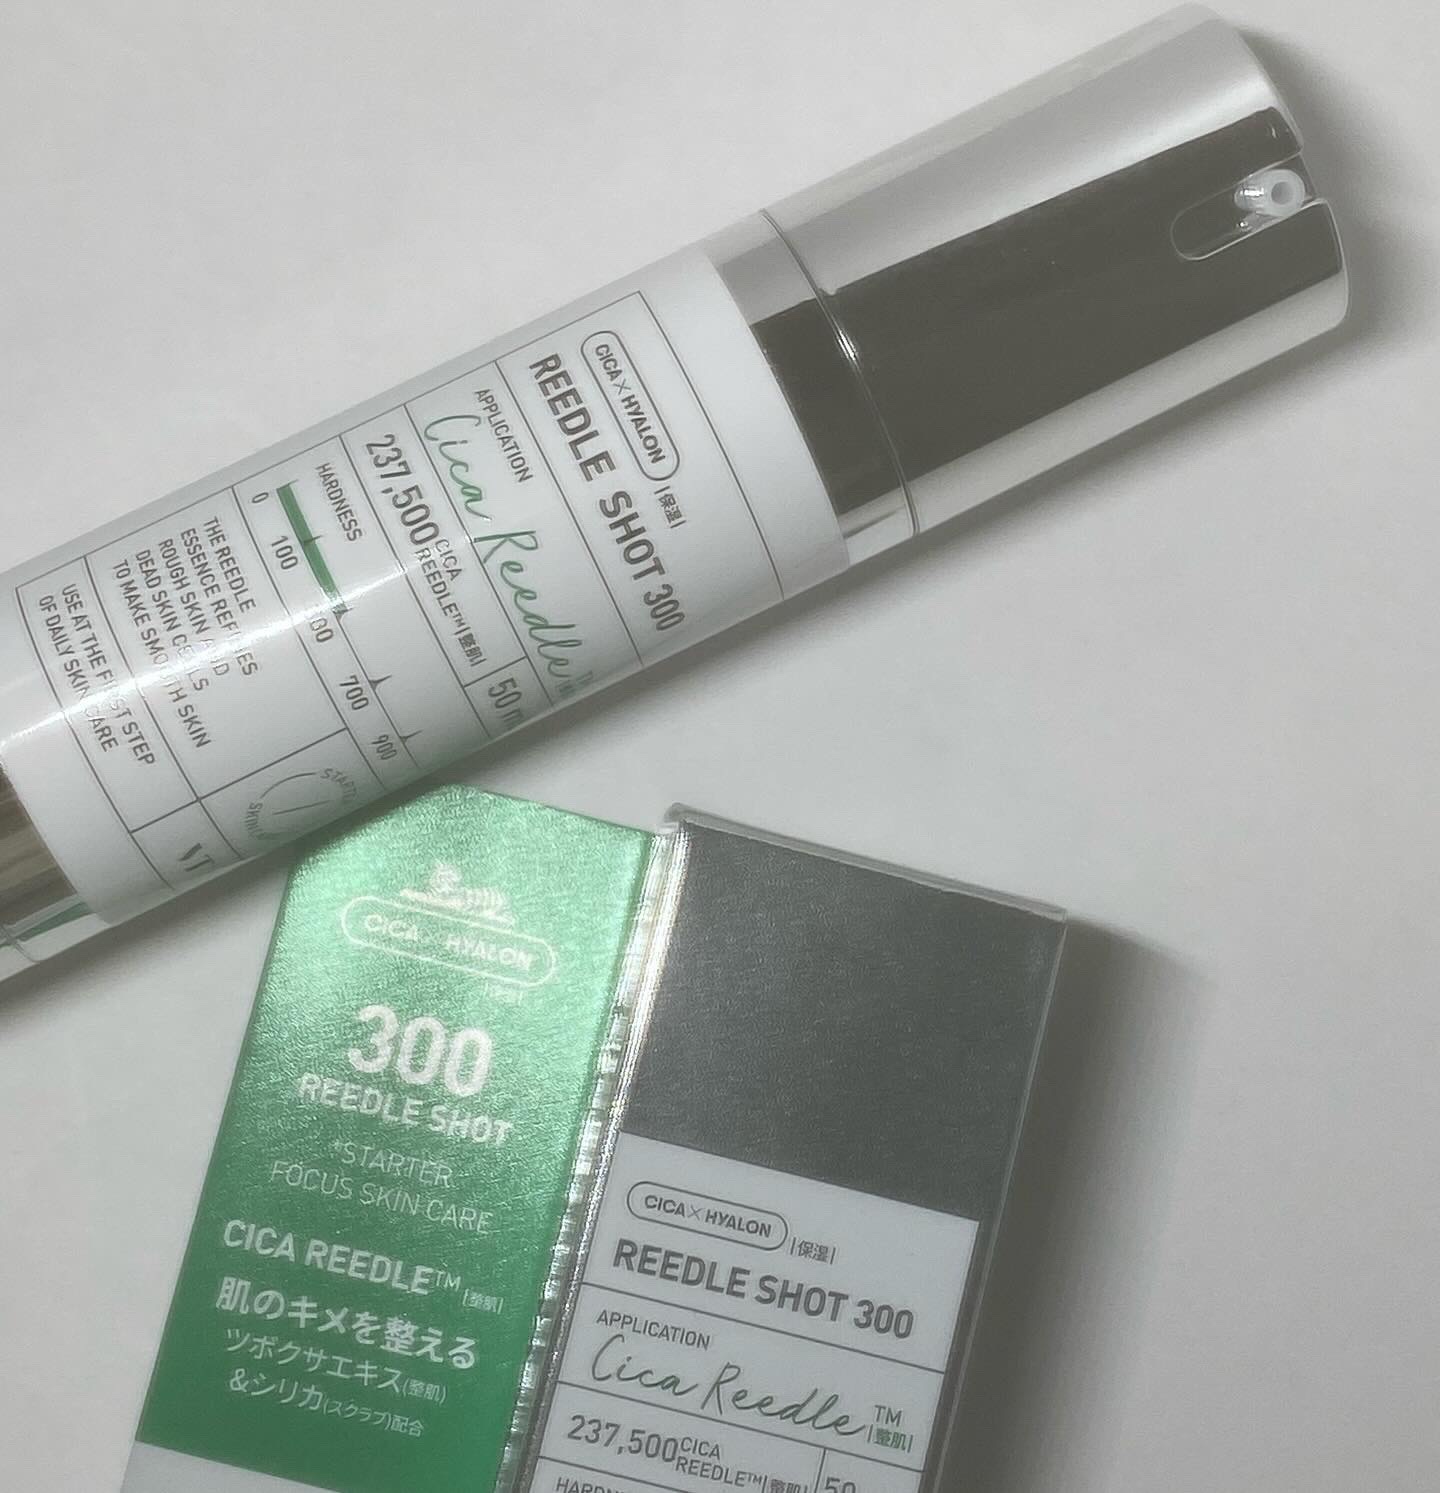 CICA×HYALON |保湿|
REEDLE SHOT 300
APPLICATION
Cica Reedle TM
237,500 CICA REEDLE™|整肌| 50
HARDNESS
0 100 700 900
THE REEDLE
ESSENCE REFINES
ROUGH SKIN AND
DEAD SKIN CELLS
TO MAKE SMOOTH SKIN
USE AT THE FIRST STEP
OF DAILY SKIN CARE
VT
CICA×HYALON
300
REEDLE SHOT
*STARTER
FOCUS SKIN CARE
CICA REEDLE™ |整肌|
肌のキメを整える
ツボクサエキス(整肌)
&シリカ(スクラブ)配合
CICA×HYALON |保湿|
REEDLE SHOT 300
APPLICATION
Cica Reedle TM |整肌|
237,500 CICA REEDLE™|整肌| 50